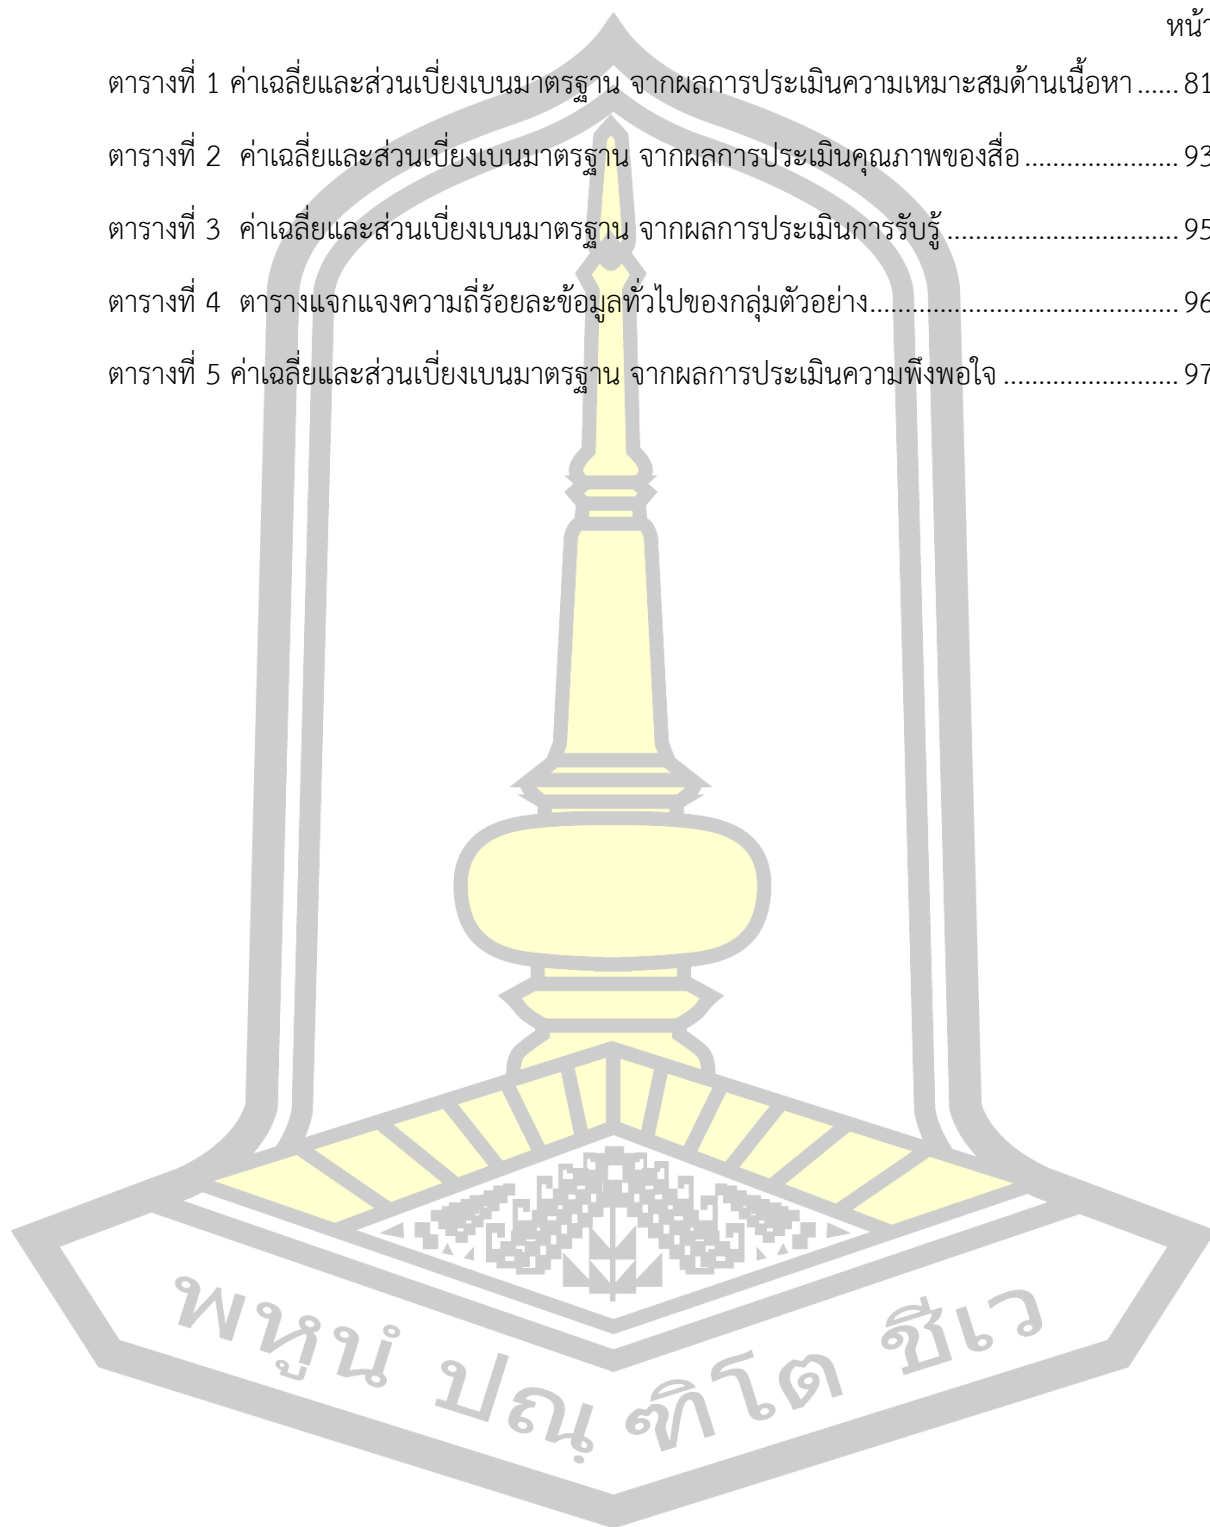 หน้า
ตารางที่ 1 ค่าเฉลี่ยและส่วนเบี่ยงเบนมาตรฐาน จากผลการประเมินความเหมาะสมด้านเนื้อหา ...... 81
ตารางที่ 2  ค่าเฉลี่ยและส่วนเบี่ยงเบนมาตรฐาน จากผลการประเมินคุณภาพของสื่อ ........................ 93
ตารางที่ 3  ค่าเฉลี่ยและส่วนเบี่ยงเบนมาตรฐาน จากผลการประเมินการรับรู้ .................................... 95
ตารางที่ 4  ตารางแจกแจงความถี่ร้อยละข้อมูลทั่วไปของกลุ่มตัวอย่าง................................................ 96
ตารางที่ 5 ค่าเฉลี่ยและส่วนเบี่ยงเบนมาตรฐาน จากผลการประเมินความพึงพอใจ ........................... 97
พหูนํ ปณฺฑิโต ชีเว